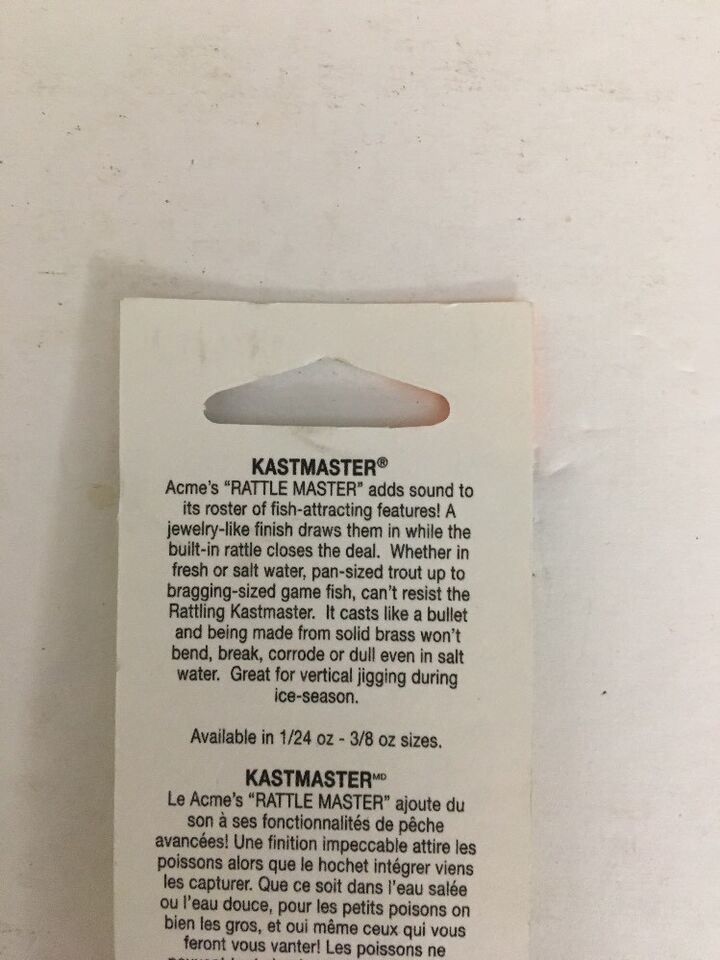 KASTMASTER®
Acme's "RATTLE MASTER" adds sound to
its roster of fish-attracting features! A
jewelry-like finish draws them in while the
built-in rattle closes the deal. Whether in
fresh or salt water, pan-sized trout up to
bragging-sized game fish, can't resist the
Rattling Kastmaster. It casts like a bullet
and being made from solid brass won't
bend, break, corrode or dull even in salt
water. Great for vertical jigging during
ice-season.
Available in 1/24 oz - 3/8 oz sizes.
KASTMASTER MD
Le Acme's "RATTLE MASTER" ajoute du
son à ses fonctionnalités de pêche
avancées! Une finition impeccable attire les
poissons alors que le hochet intégrer viens
les capturer. Que ce soit dans l'eau salée
ou l'eau douce, pour les petits poisons on
bien les gros, et oui même ceux qui vous
feront vous vanter! Les poissons ne